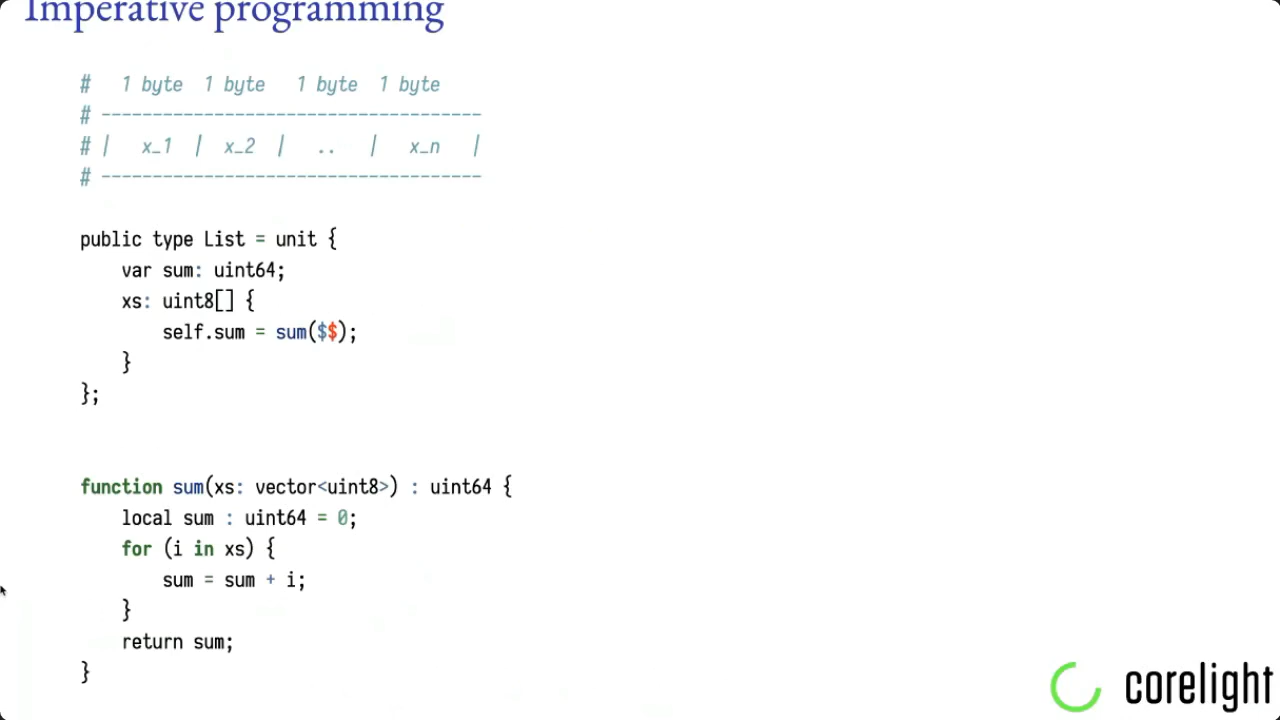 Imperative programming
#   1 byte  1 byte   1 byte  1 byte
# -------------------------------------
# |   x_1  |  x_2  |   ..   |   x_n   |
# -------------------------------------
public type List = unit {
    var sum: uint64;
    xs: uint8[] {
        self.sum = sum($$);
    }
};
function sum(xs: vector<uint8>) : uint64 {
    local sum : uint64 = 0;
    for (i in xs) {
        sum = sum + i;
    }
    return sum;
}
corelight